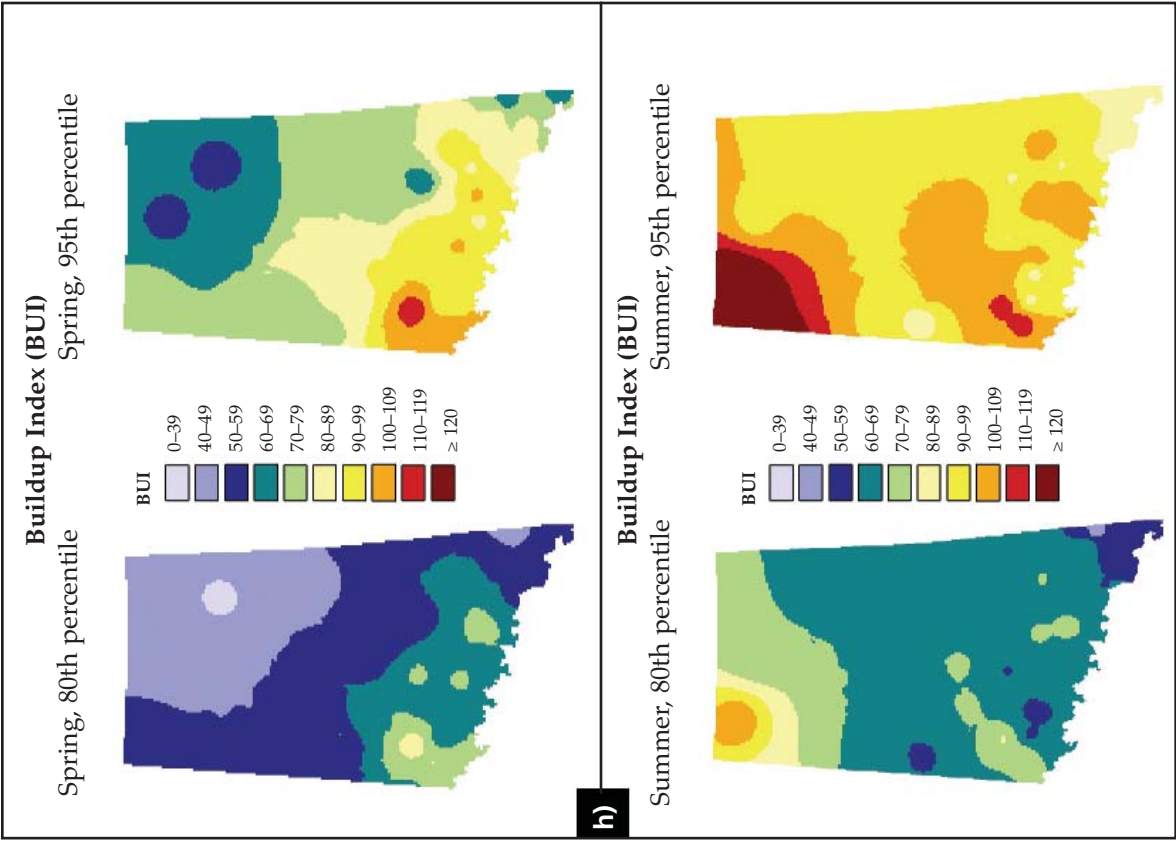 Buildup Index (BUI)
Spring, 80th percentile
Spring, 95th percentile
BUI
0–39
40–49
50–59
60–69
70–79
80–89
90–99
100–109
110–119
≥ 120
h)
Buildup Index (BUI)
Summer, 80th percentile
Summer, 95th percentile
BUI
0–39
40–49
50–59
60–69
70–79
80–89
90–99
100–109
110–119
≥ 120